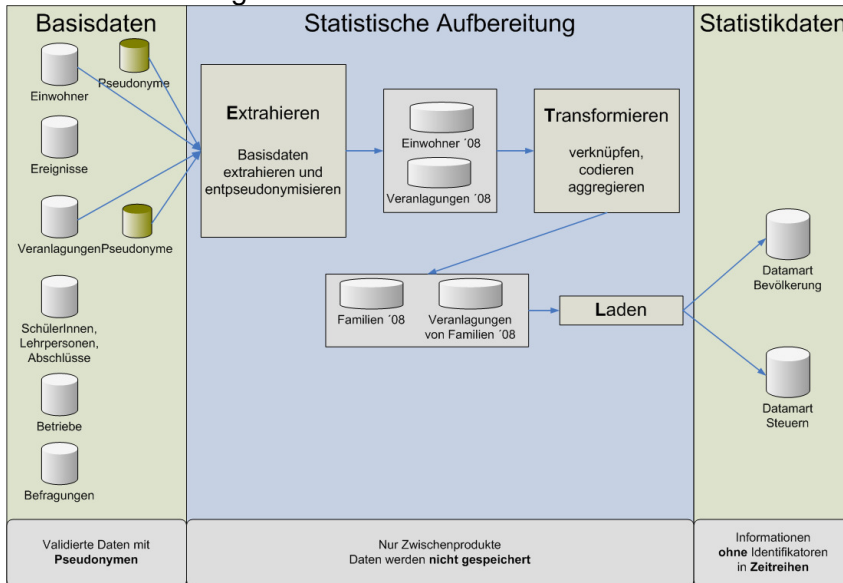 Basisdaten
Statistische Aufbereitung
Statistikdaten
Einwohner
Pseudonyme
Ereignisse
Veranlagungen
Pseudonyme
SchülerInnen,
Lehrpersonen,
Abschlüsse
Betriebe
Befragungen
Extrahieren
Basisdaten
extrahieren und
entpseudonymisieren
Einwohner ´08
Veranlagungen ´08
Transformieren
verknüpfen,
codieren
aggregieren
Familien ´08
Veranlagungen
von Familien ´08
Laden
Datamart
Bevölkerung
Datamart
Steuern
Validierte Daten mit
Pseudonymen
Nur Zwischenprodukte
Daten werden nicht gespeichert
Informationen
ohne Identifikatoren
in Zeitreihen